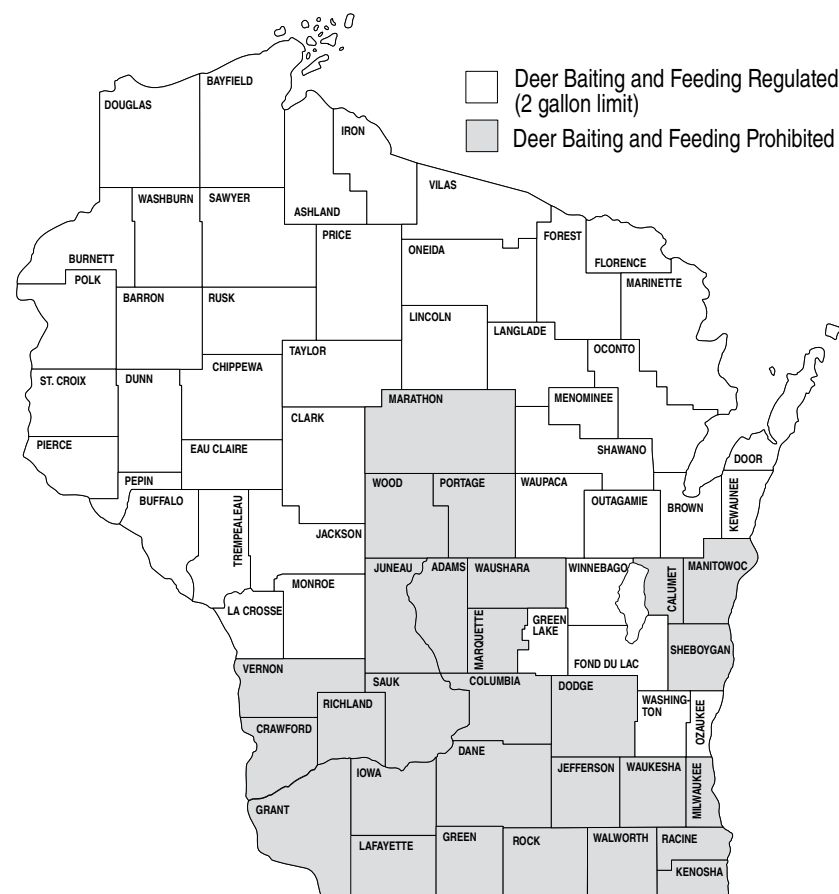 Deer Baiting and Feeding Regulated
(2 gallon limit)
Deer Baiting and Feeding Prohibited
BAYFIELD
DOUGLAS
IRON
VILAS
WASHBURN
SAWYER
ASHLAND
PRICE
FOREST
ONEIDA
FLORENCE
BURNETT
POLK
MARINETTE
BARRON
RUSK
LINCOLN
LANGLADE
TAYLOR
OCONTO
CHIPPEWA
ST. CROIX
DUNN
MARATHON
MENOMINEE
CLARK
PIERCE
EAU CLAIRE
SHAWANO
DOOR
PEPIN
WOOD
PORTAGE
WAUPACA
BUFFALO
OUTAGAMIE
BROWN
KEWAUNEE
TREMPEALEAU
JACKSON
JUNEAU
ADAMS
WAUSHARA
WINNEBAGO
CALUMET
MANITOWOC
MONROE
LA CROSSE
MARQUETTE
GREEN
LAKE
SHEBOYGAN
FOND DU LAC
VERNON
SAUK
COLUMBIA
DODGE
RICHLAND
WASHING-
TON
OZAUKEE
CRAWFORD
DANE
IOWA
JEFFERSON
WAUKESHA
MILWAUKEE
GRANT
LAFAYETTE
GREEN
ROCK
WALWORTH
RACINE
KENOSHA